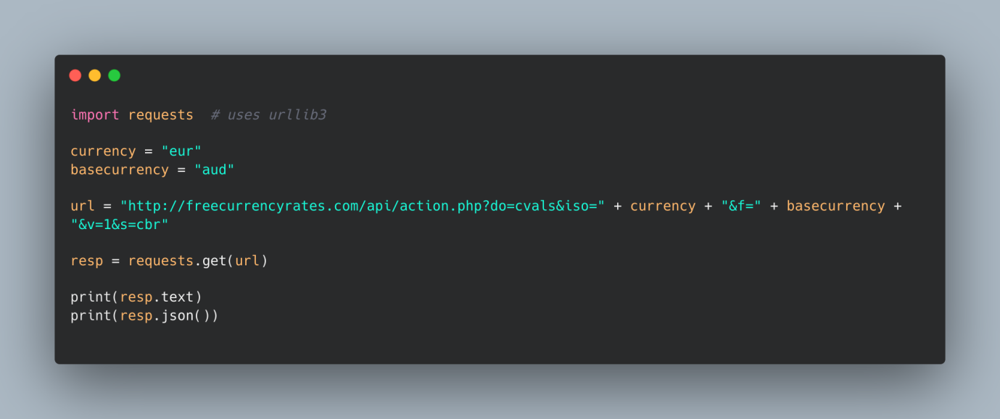 import requests  # uses urllib3
currency = "eur"
basecurrency = "aud"
url = "http://freecurrencyrates.com/api/action.php?do=cvals&iso=" + currency + "&f=" + basecurrency +
"&v=1&s=cbr"
resp = requests.get(url)
print(resp.text)
print(resp.json())